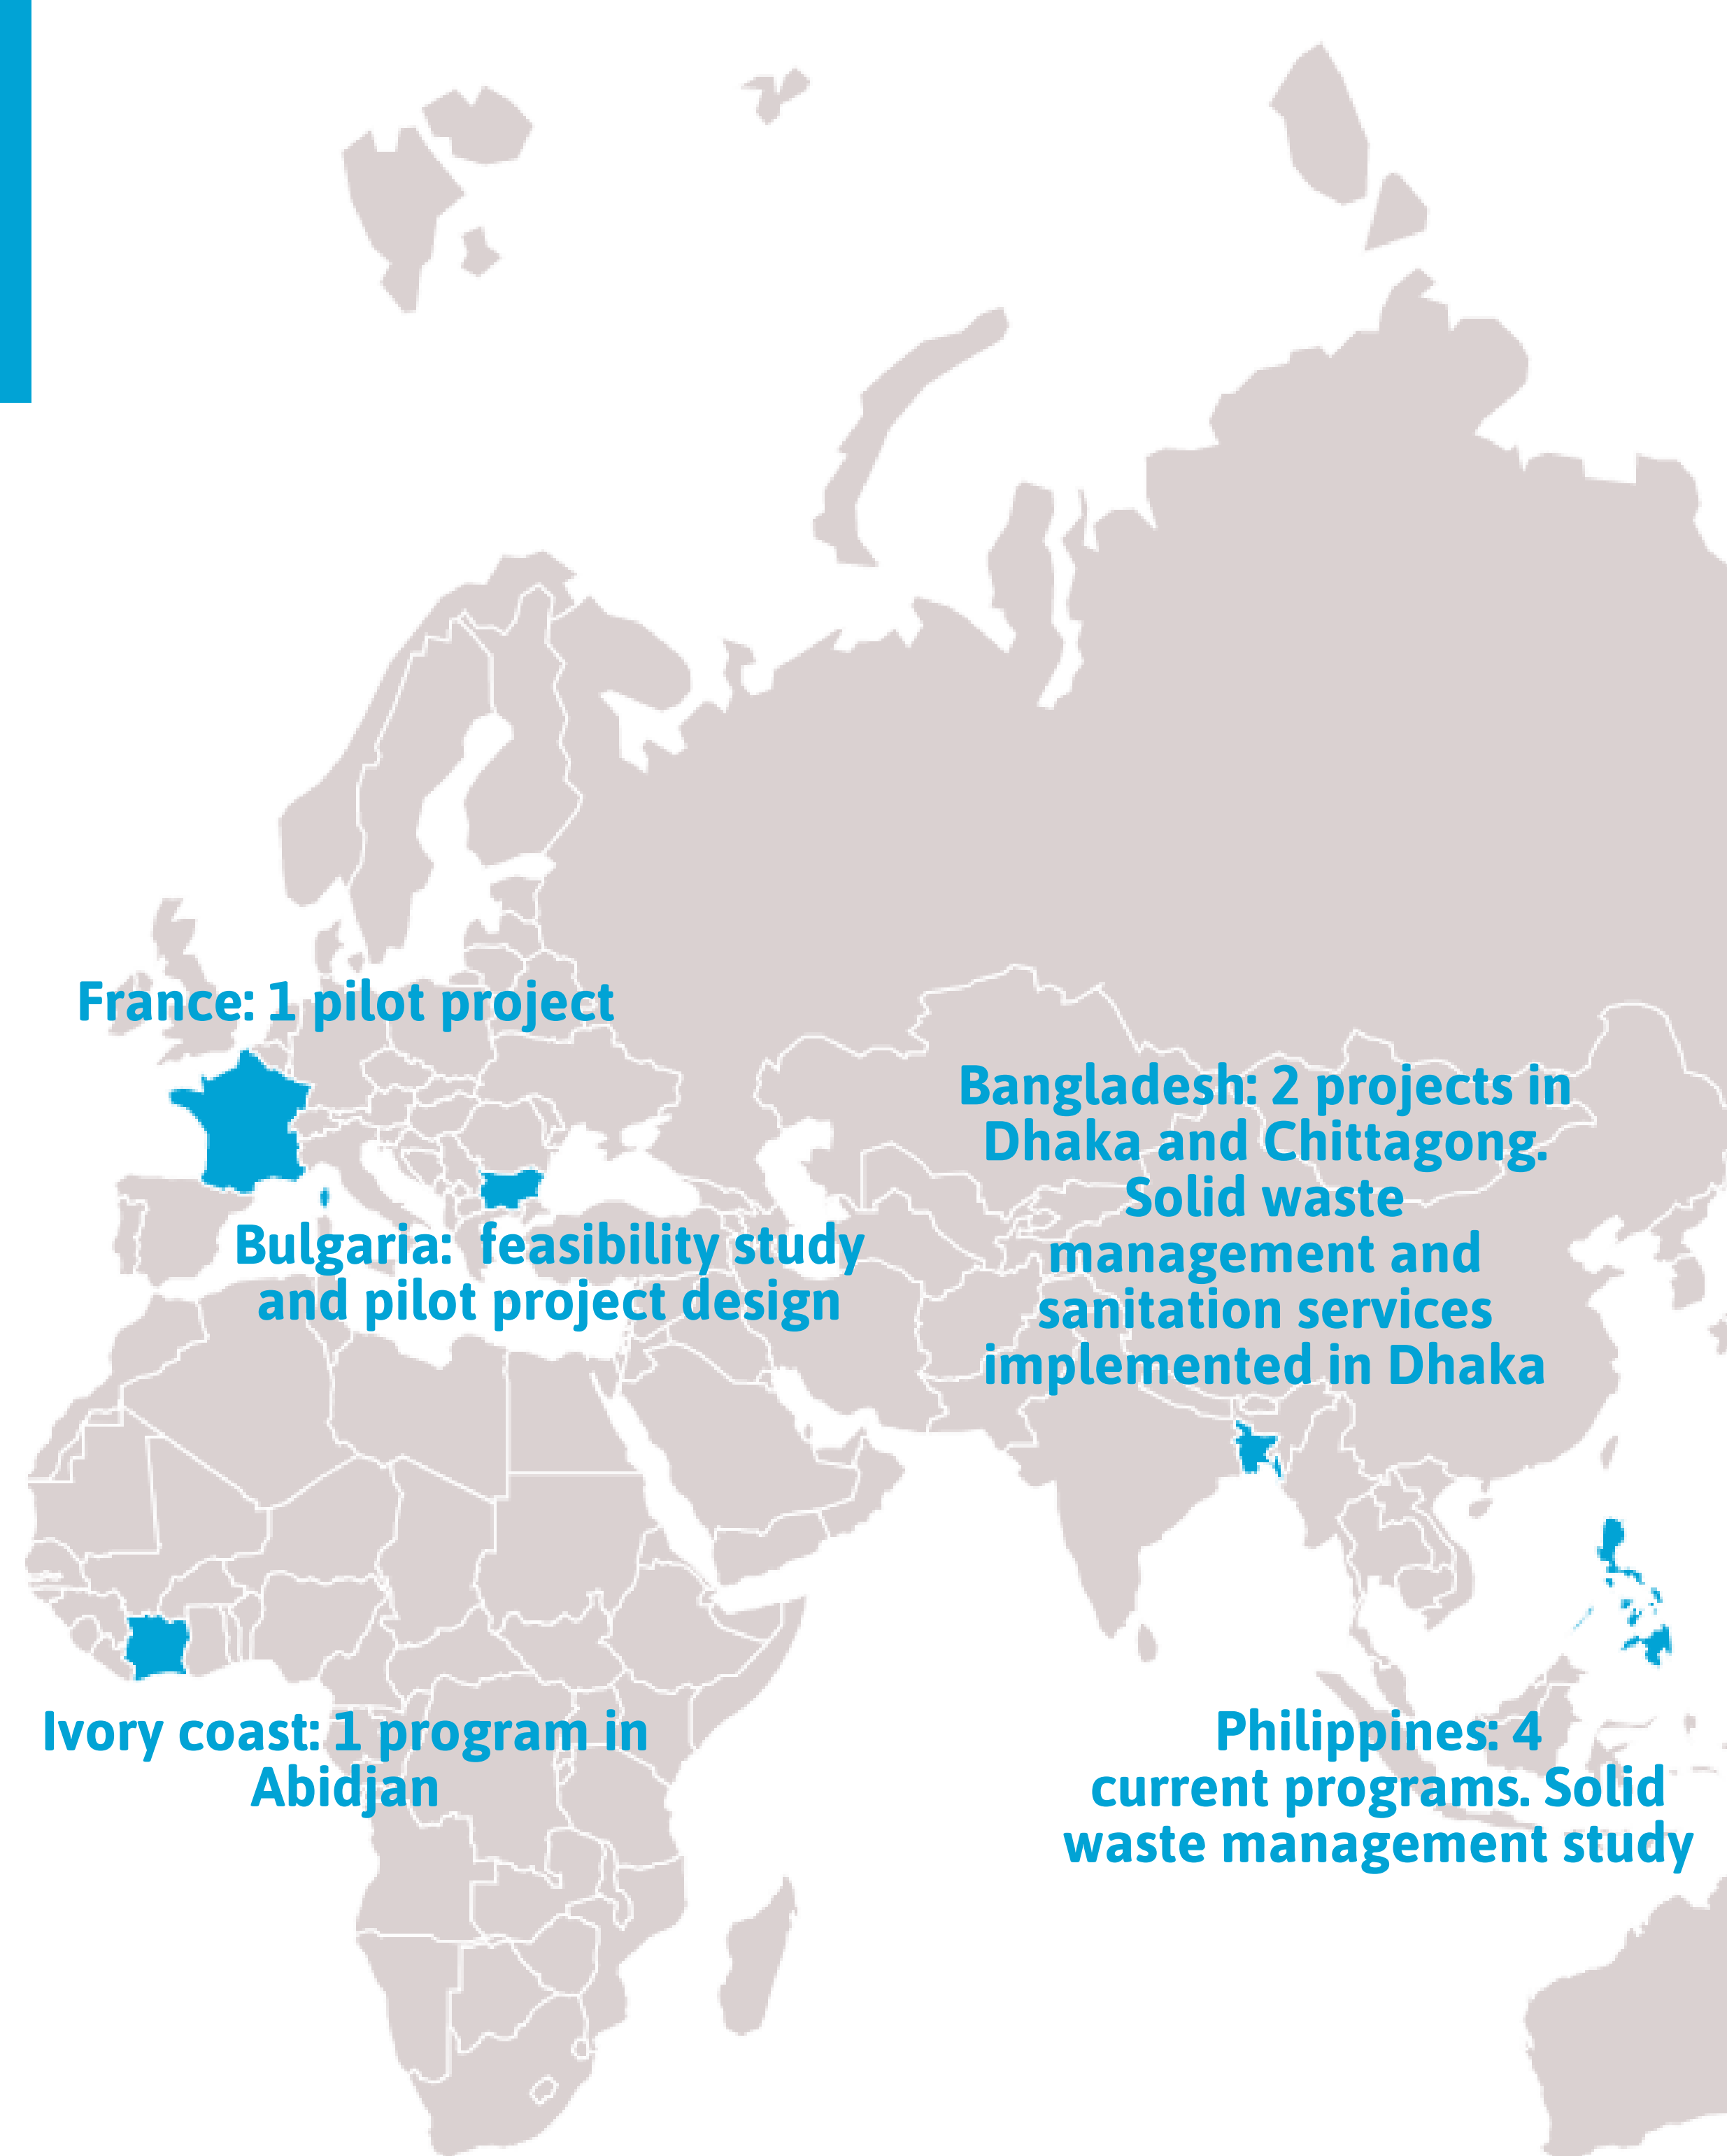 France: 1 pilot project
Bangladesh: 2 projects in
Dhaka and Chittagong.
Solid waste
management and
sanitation services
implemented in Dhaka
Bulgaria:  feasibility study
and pilot project design
Ivory coast: 1 program in
Abidjan
Philippines: 4
current programs. Solid
waste management study